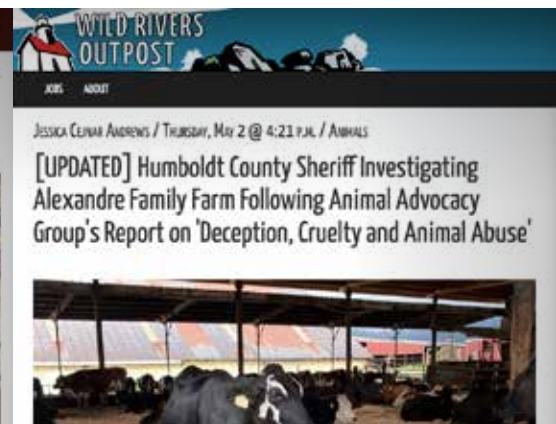 WILD RIVERS
OUTPOST
JOBS ABOUT
JESSICA CEJNAR ANDREWS / THURSDAY, MAY 2 @ 4:21 P.M. / ANIMALS
[UPDATED] Humboldt County Sheriff Investigating
Alexandre Family Farm Following Animal Advocacy
Group's Report on 'Deception, Cruelty and Animal Abuse'